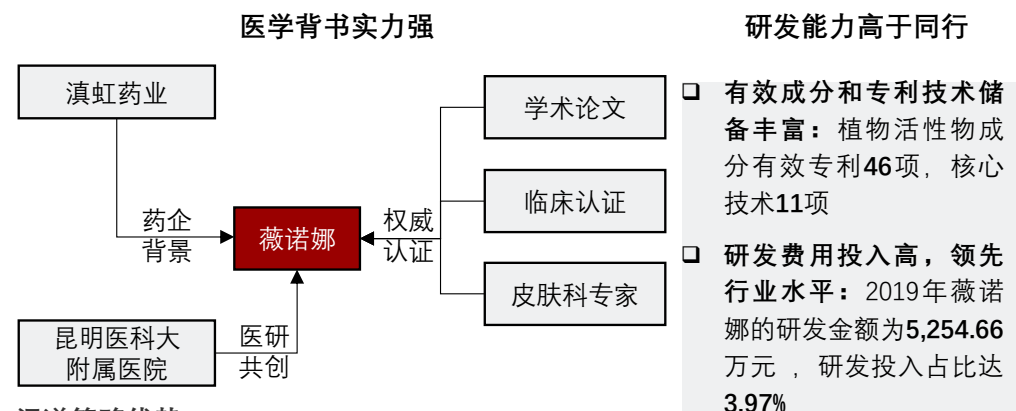 医学背书实力强
滇虹药业
药企
背景
薇诺娜
昆明医科大
附属医院
医研
共创
权威
认证
学术论文
临床认证
皮肤科专家
研发能力高于同行
有效成分和专利技术储
备丰富：植物活性物成
分有效专利46项，核心
技术11项
研发费用投入高，领先
行业水平：2019年薇诺
娜的研发金额为5,254.66
万元，研发投入占比达
3.97%